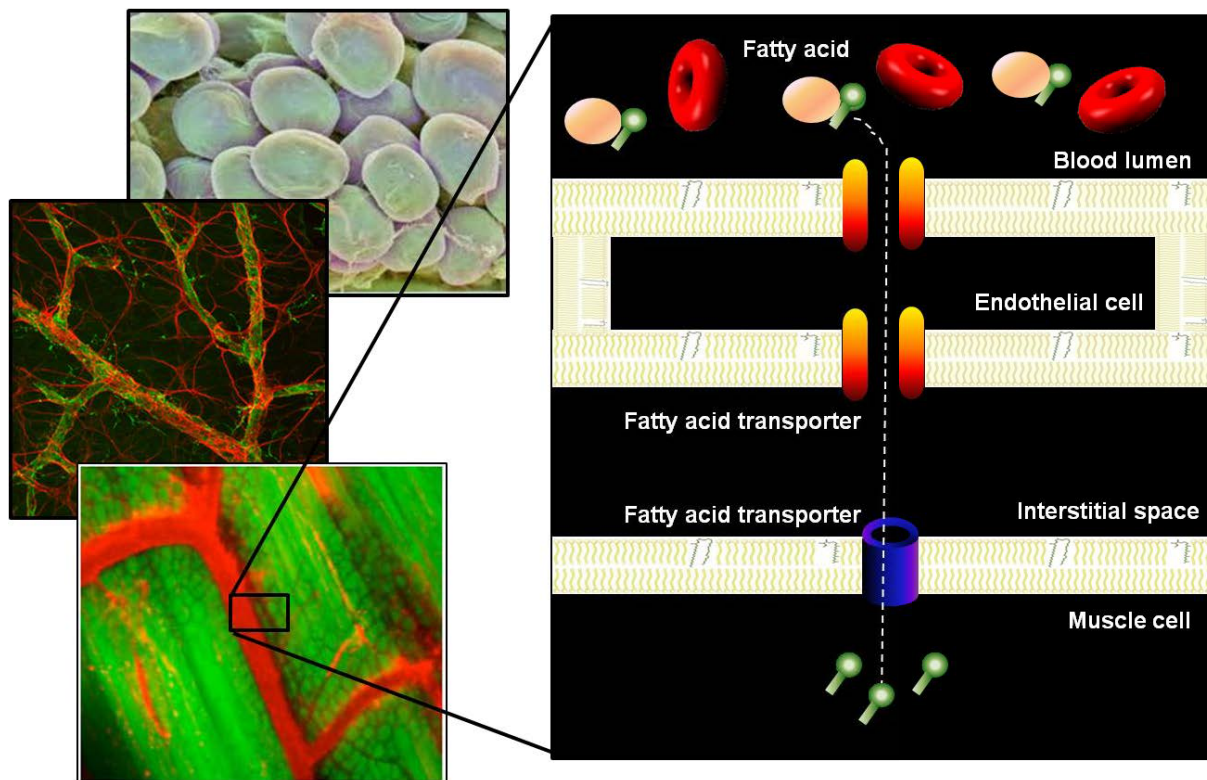 Fatty acid
Blood lumen
Endothelial cell
Fatty acid transporter
Fatty acid transporter
Interstitial space
Muscle cell